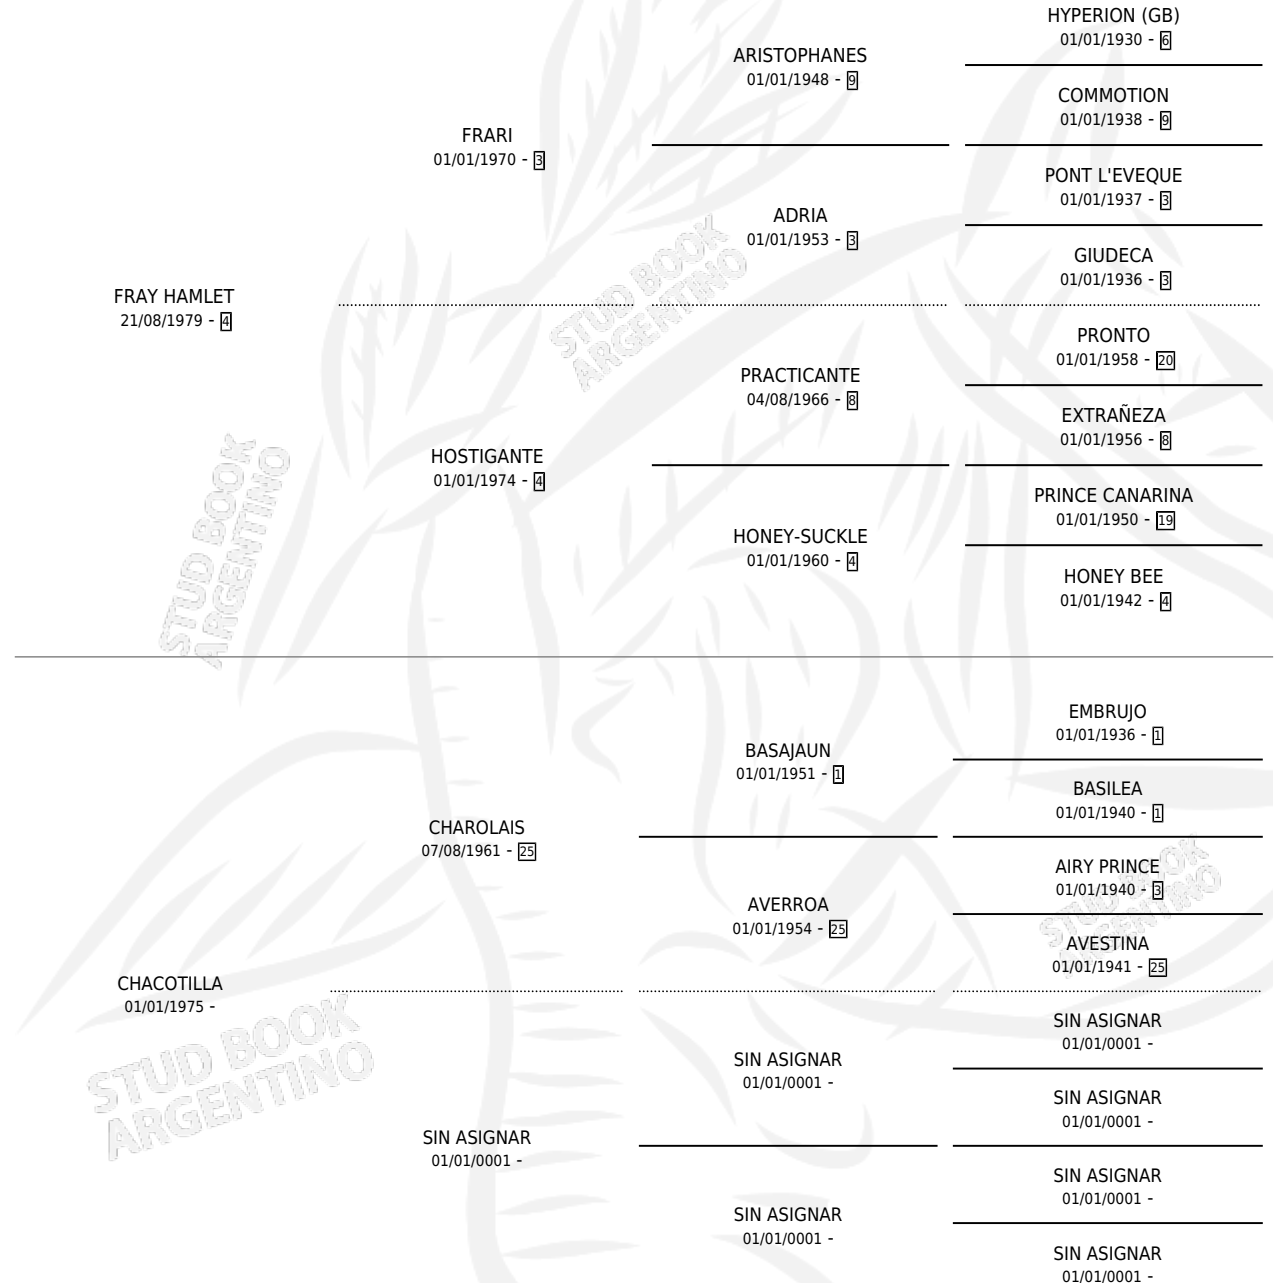 HYPERION (GB)
01/01/1930 - 6
ARISTOPHANES
01/01/1948 - 9
COMMOTION
01/01/1938 - 9
FRARI
01/01/1970 - 3
PONT L'EVEQUE
01/01/1937 - 3
ADRIA
01/01/1953 - 3
GIUDECA
01/01/1936 - 3
FRAY HAMLET
21/08/1979 - 4
PRONTO
01/01/1958 - 20
PRACTICANTE
04/08/1966 - 8
EXTRAÑEZA
01/01/1956 - 8
HOSTIGANTE
01/01/1974 - 4
PRINCE CANARINA
01/01/1950 - 19
HONEY-SUCKLE
01/01/1960 - 4
HONEY BEE
01/01/1942 - 4
EMBRUJO
01/01/1936 - 1
BASAJAUN
01/01/1951 - 1
BASILEA
01/01/1940 - 1
CHAROLAIS
07/08/1961 - 25
AIRY PRINCE
01/01/1940 - 3
AVERROA
01/01/1954 - 25
AVESTINA
01/01/1941 - 25
CHACOTILLA
01/01/1975 -
SIN ASIGNAR
01/01/0001 -
SIN ASIGNAR
01/01/0001 -
SIN ASIGNAR
01/01/0001 -
SIN ASIGNAR
01/01/0001 -
SIN ASIGNAR
01/01/0001 -
SIN ASIGNAR
01/01/0001 -
SIN ASIGNAR
01/01/0001 -
STUD BOOK
ARGENTINO
STUD BOOK
ARGENTINO
STUD BOOK
ARGENTINO
STUD BOOK
ARGENTINO